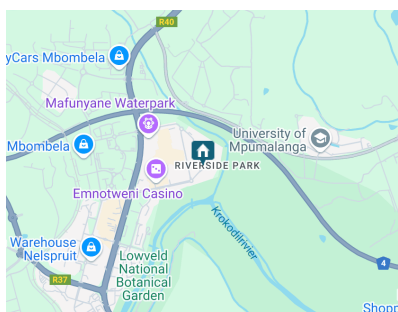 R40
yCars Mbombela
Mafunyane Waterpark
University of
Mpumalanga
Mbombela
RIVERSIDE PARK
Emnotweni Casino
Krokodilrivier
Warehouse
Nelspruit
Lowveld
National
Botanical
Garden
4
R37
Shopp